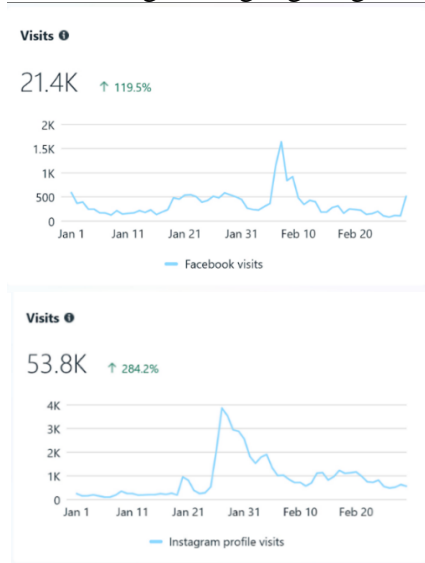 Visits
21.4K ↑ 119.5%
2K
1.5K
1K
500
0
Jan 1 Jan 11 Jan 21 Jan 31 Feb 10 Feb 20
Facebook visits
Visits
53.8K ↑ 284.2%
4K
3K
2K
1K
0
Jan 1 Jan 11 Jan 21 Jan 31 Feb 10 Feb 20
Instagram profile visits